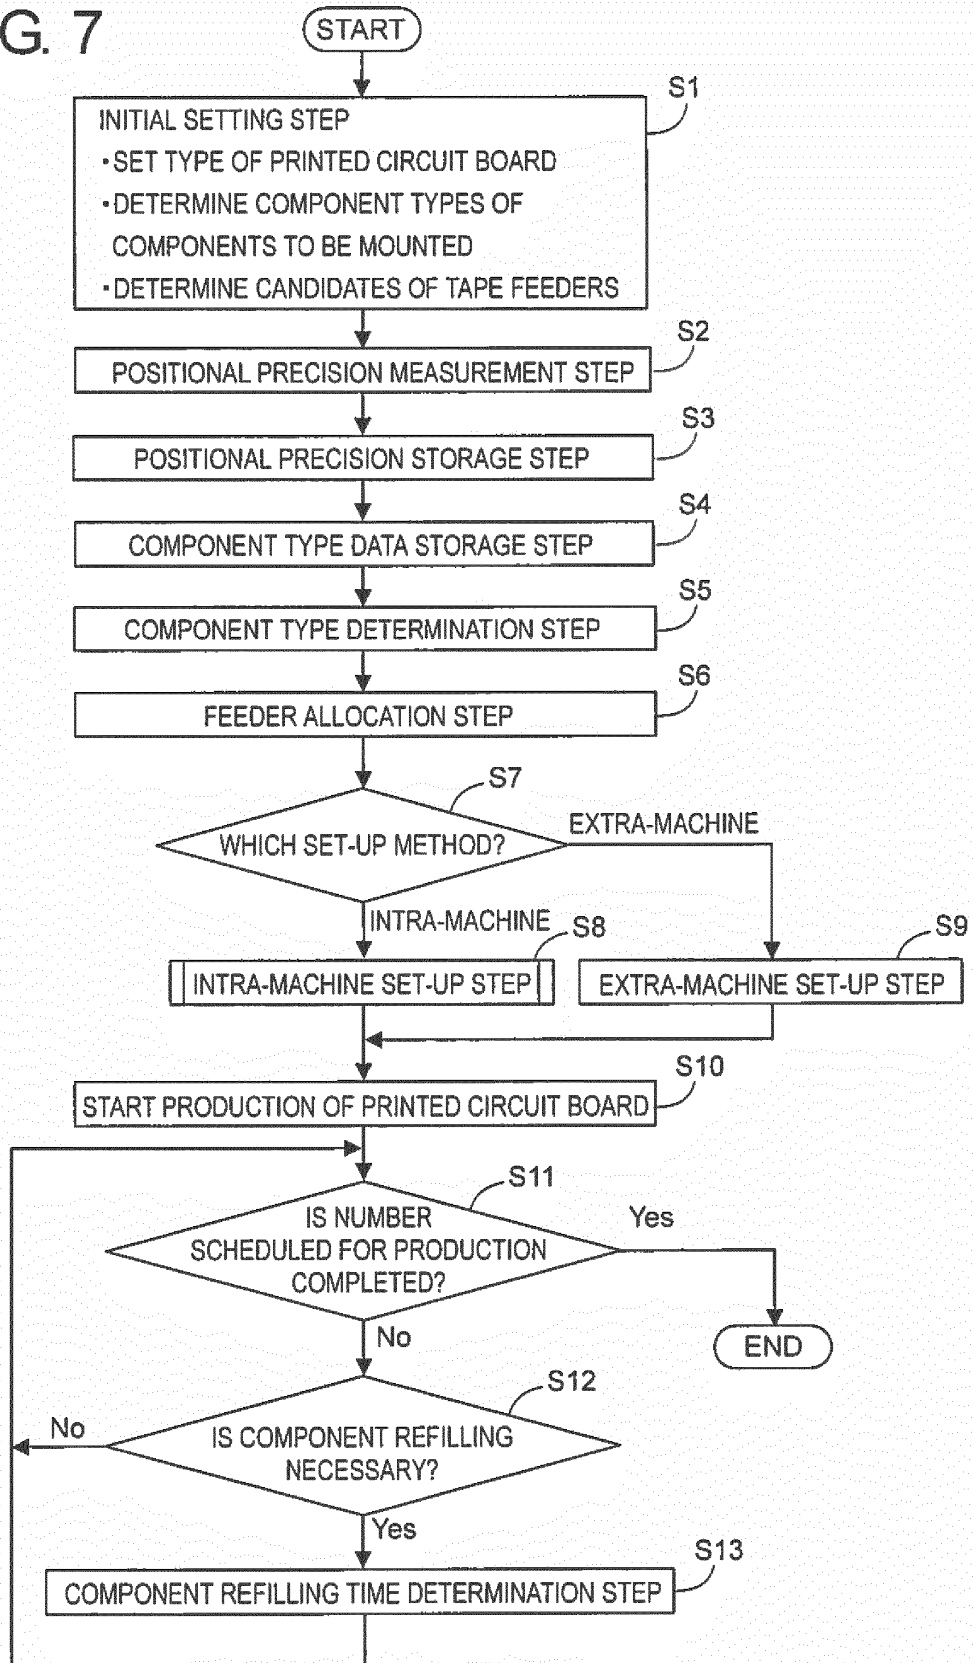 G. 7
START
S1
INITIAL SETTING STEP
・SET TYPE OF PRINTED CIRCUIT BOARD
・DETERMINE COMPONENT TYPES OF
COMPONENTS TO BE MOUNTED
・DETERMINE CANDIDATES OF TAPE FEEDERS
S2
POSITIONAL PRECISION MEASUREMENT STEP
S3
POSITIONAL PRECISION STORAGE STEP
S4
COMPONENT TYPE DATA STORAGE STEP
S5
COMPONENT TYPE DETERMINATION STEP
S6
FEEDER ALLOCATION STEP
S7
WHICH SET-UP METHOD?
EXTRA-MACHINE
INTRA-MACHINE
S8
S9
INTRA-MACHINE SET-UP STEP
EXTRA-MACHINE SET-UP STEP
S10
START PRODUCTION OF PRINTED CIRCUIT BOARD
S11
IS NUMBER
SCHEDULED FOR PRODUCTION
COMPLETED?
Yes
No
END
S12
IS COMPONENT REFILLING
NECESSARY?
No
Yes
S13
COMPONENT REFILLING TIME DETERMINATION STEP